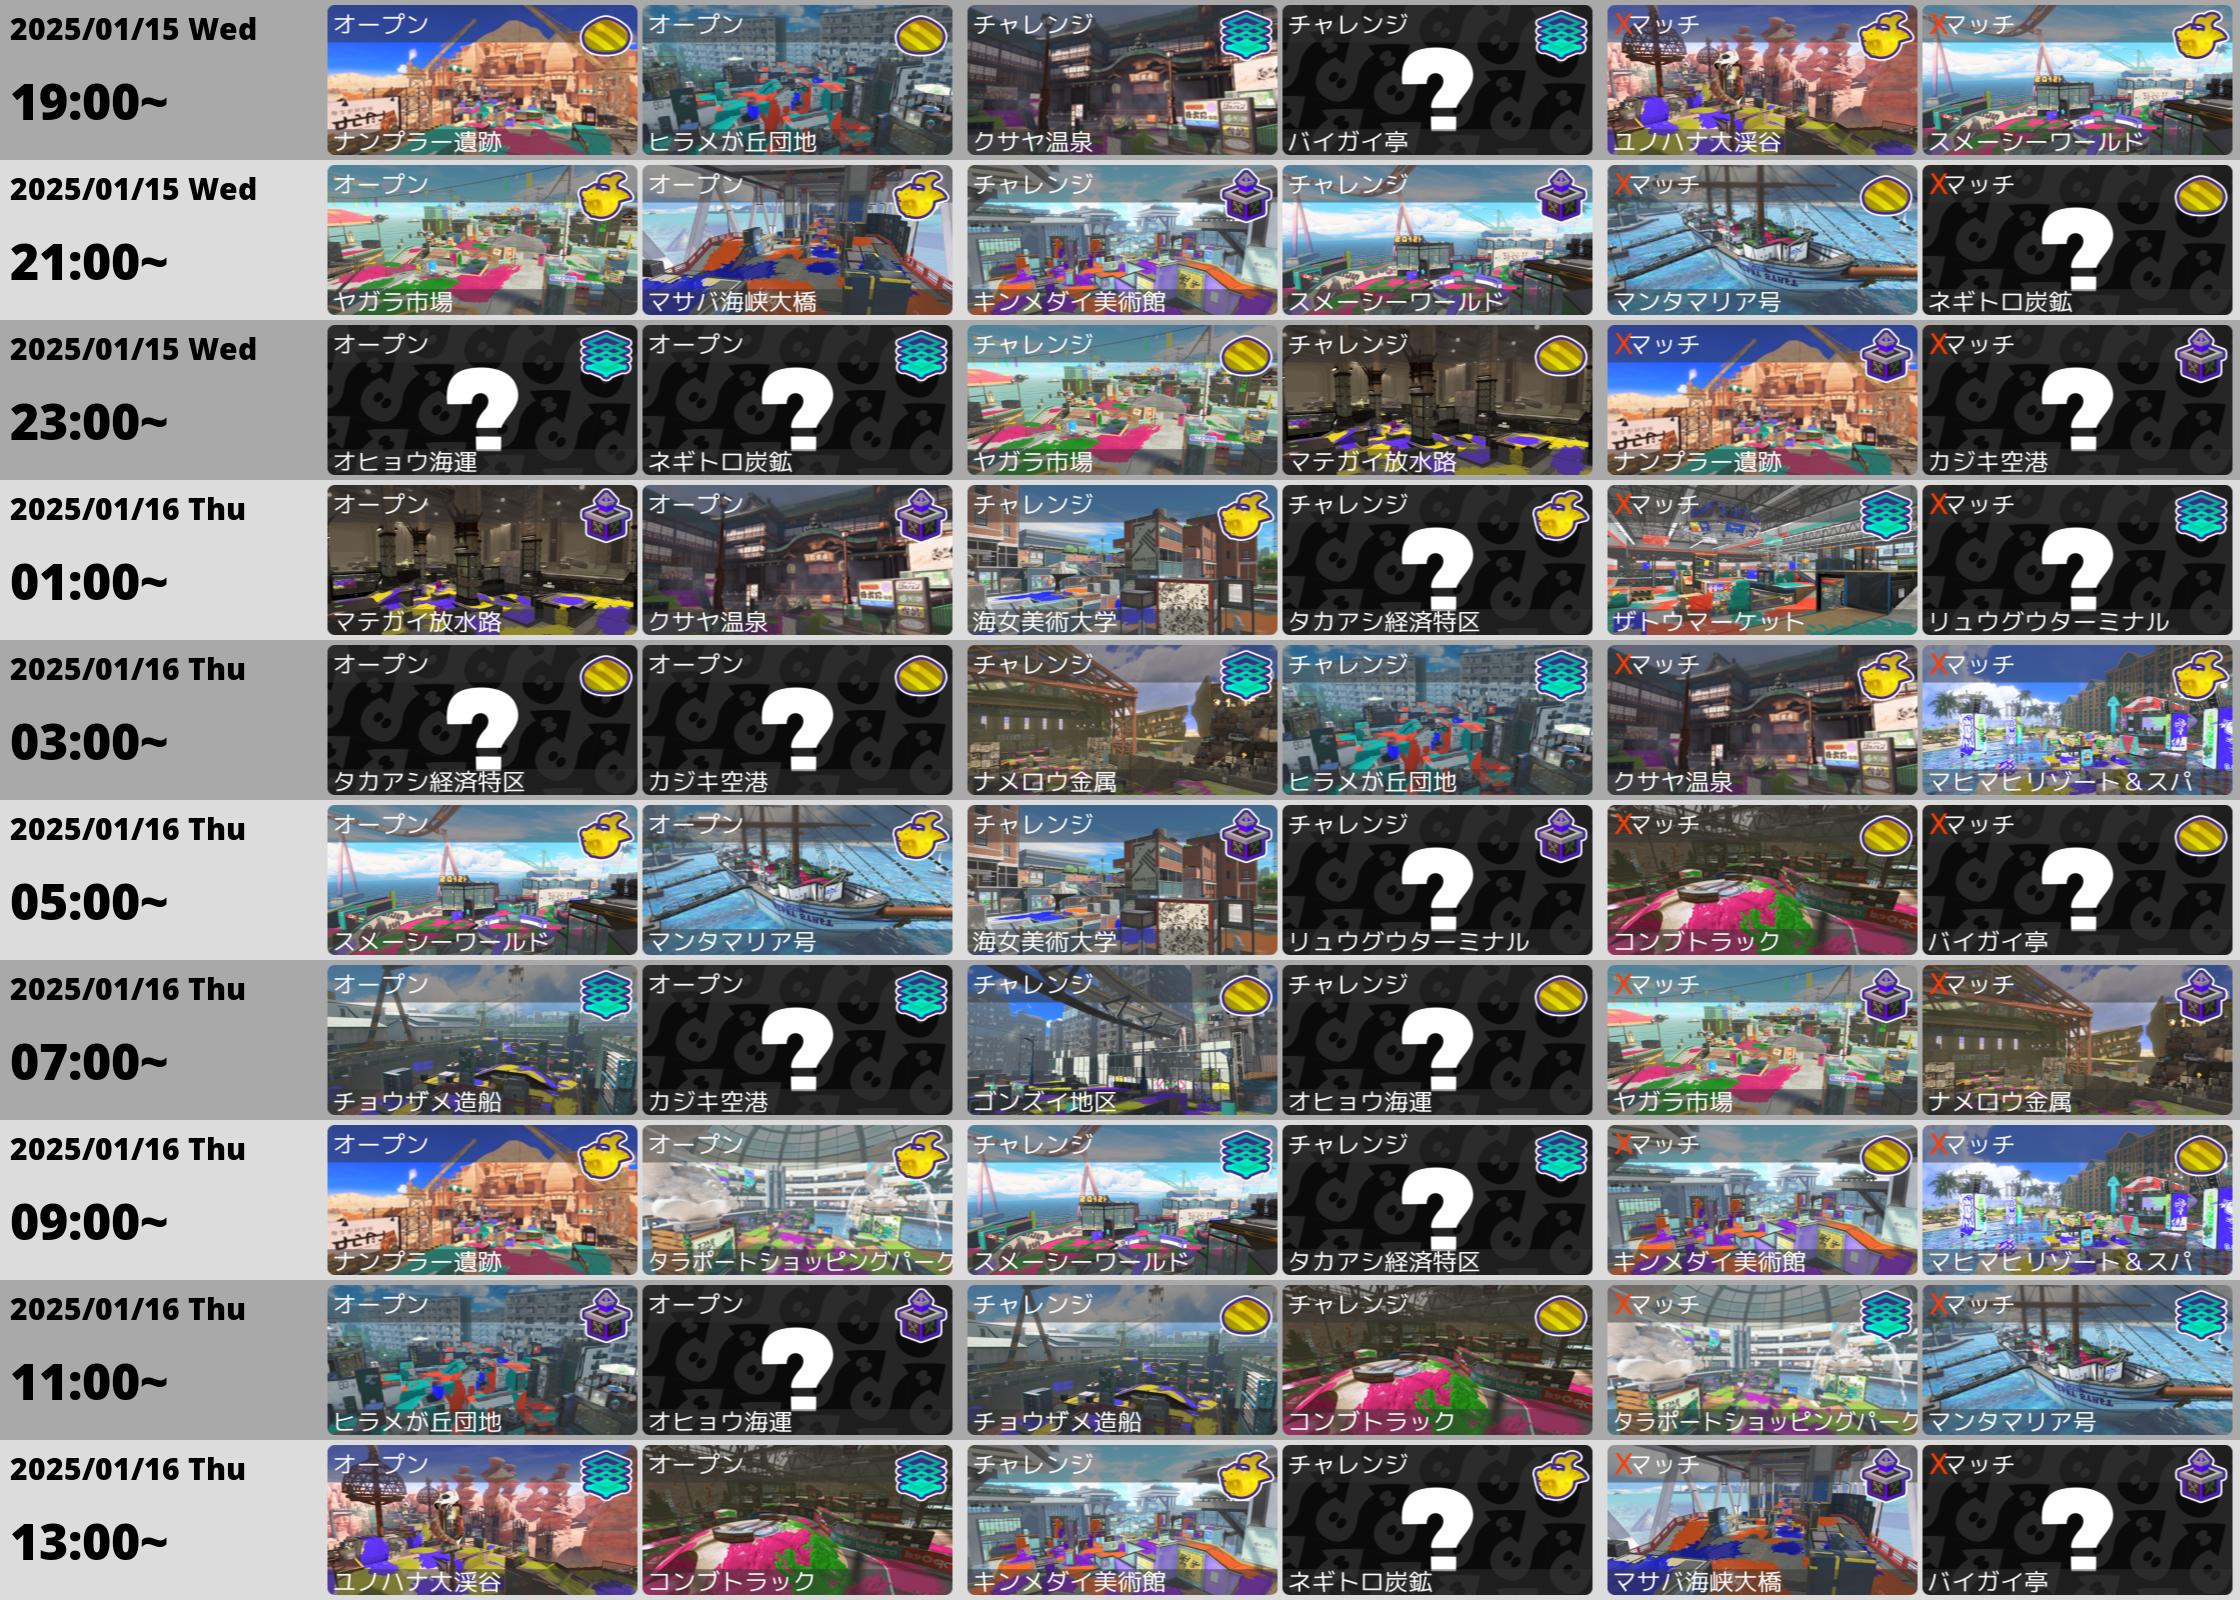 2025/01/15 Wed
19:00~
オープン
ナンプラー遺跡
オープン
ヒラメが丘団地
チャレンジ
クサヤ温泉
チャレンジ
バイガイ亭
Xマッチ
ユノハナ大渓谷
Xマッチ
スメーシーワールド
2025/01/15 Wed
21:00~
オープン
ヤガラ市場
オープン
マサバ海峡大橋
チャレンジ
キンメダイ美術館
チャレンジ
スメーシーワールド
Xマッチ
マンタマリア号
Xマッチ
ネギトロ炭鉱
2025/01/15 Wed
23:00~
オープン
オヒョウ海運
オープン
ネギトロ炭鉱
チャレンジ
ヤガラ市場
チャレンジ
マテガイ放水路
Xマッチ
ナンプラー遺跡
Xマッチ
カジキ空港
2025/01/16 Thu
01:00~
オープン
マテガイ放水路
オープン
クサヤ温泉
チャレンジ
海女美術大学
チャレンジ
タカアシ経済特区
Xマッチ
ザトウマーケット
Xマッチ
リュウグウターミナル
2025/01/16 Thu
03:00~
オープン
タカアシ経済特区
オープン
カジキ空港
チャレンジ
ナメロウ金属
チャレンジ
ヒラメが丘団地
Xマッチ
クサヤ温泉
Xマッチ
マヒマヒリゾート＆スパ
2025/01/16 Thu
05:00~
オープン
スメーシーワールド
オープン
マンタマリア号
チャレンジ
海女美術大学
チャレンジ
リュウグウターミナル
Xマッチ
コンブトラック
Xマッチ
バイガイ亭
2025/01/16 Thu
07:00~
オープン
チョウザメ造船
オープン
カジキ空港
チャレンジ
ゴンズイ地区
チャレンジ
オヒョウ海運
Xマッチ
ヤガラ市場
Xマッチ
ナメロウ金属
2025/01/16 Thu
09:00~
オープン
ナンプラー遺跡
オープン
タラポートショッピングパーク
チャレンジ
スメーシーワールド
チャレンジ
タカアシ経済特区
Xマッチ
キンメダイ美術館
Xマッチ
マヒマヒリゾート＆スパ
2025/01/16 Thu
11:00~
オープン
ヒラメが丘団地
オープン
オヒョウ海運
チャレンジ
チョウザメ造船
チャレンジ
コンブトラック
Xマッチ
タラポートショッピングパーク
Xマッチ
マンタマリア号
2025/01/16 Thu
13:00~
オープン
ユノハナ大渓谷
オープン
コンブトラック
チャレンジ
キンメダイ美術館
チャレンジ
ネギトロ炭鉱
Xマッチ
マサバ海峡大橋
Xマッチ
バイガイ亭